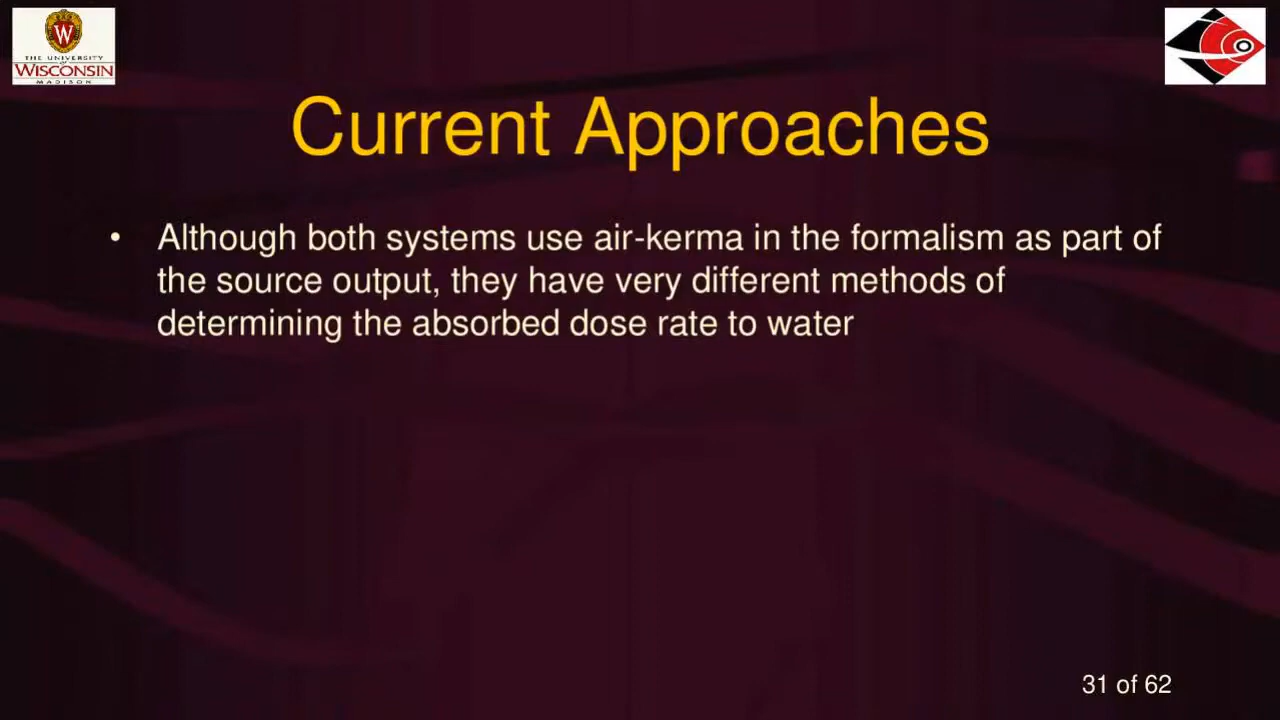 THE UNIVERSITY
of
WISCONSIN
MADISON
Current Approaches
• Although both systems use air-kerma in the formalism as part of
the source output, they have very different methods of
determining the absorbed dose rate to water
31 of 62